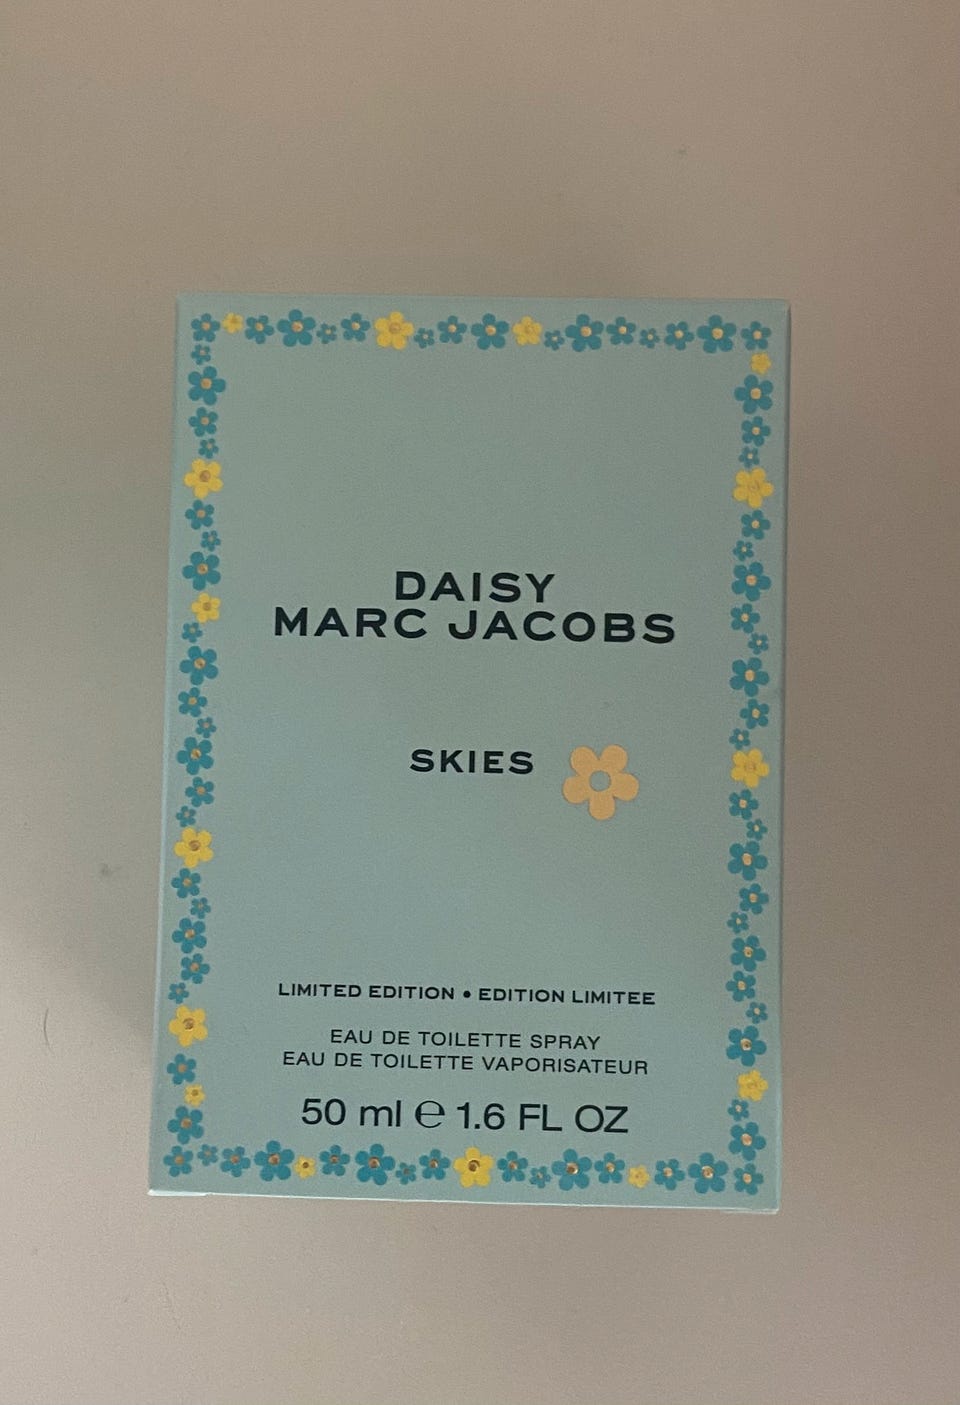 DAISY
MARC JACOBS
SKIES
LIMITED EDITION • EDITION LIMITEE
EAU DE TOILETTE SPRAY
EAU DE TOILETTE VAPORISATEUR
50 ml ℮ 1.6 FL OZ